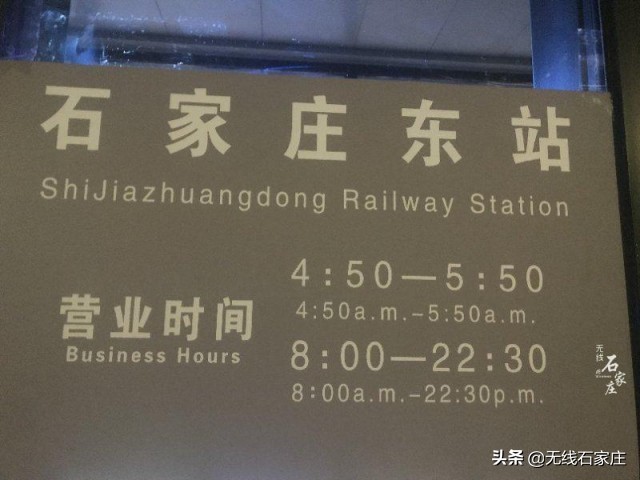 石家庄东站
ShiJiazhuangdong Railway Station
营业时间
Business Hours
4:50—5:50
4:50a.m.-5:50a.m.
8:00—22:30
8:00a.m.-22:30p.m.
无线
石家庄
头条 @无线石家庄